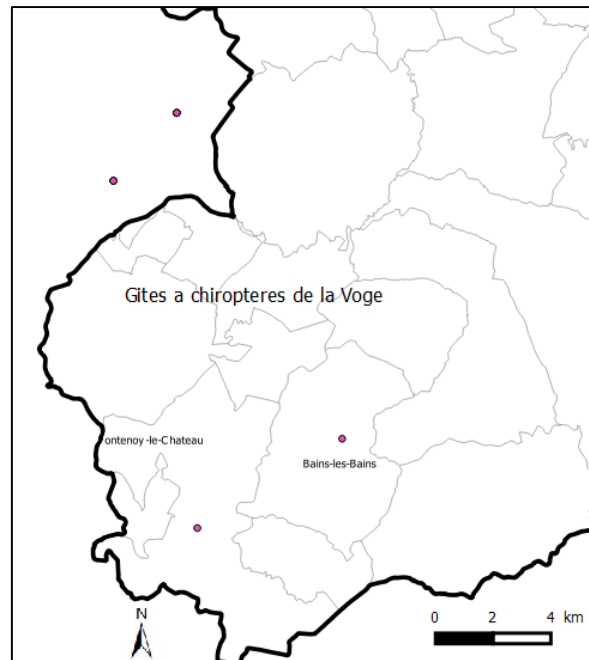 Gites a chiropteres de la Voge
ontenoy-le-Chateau
Bains-les-Bains
N
0 2 4 km